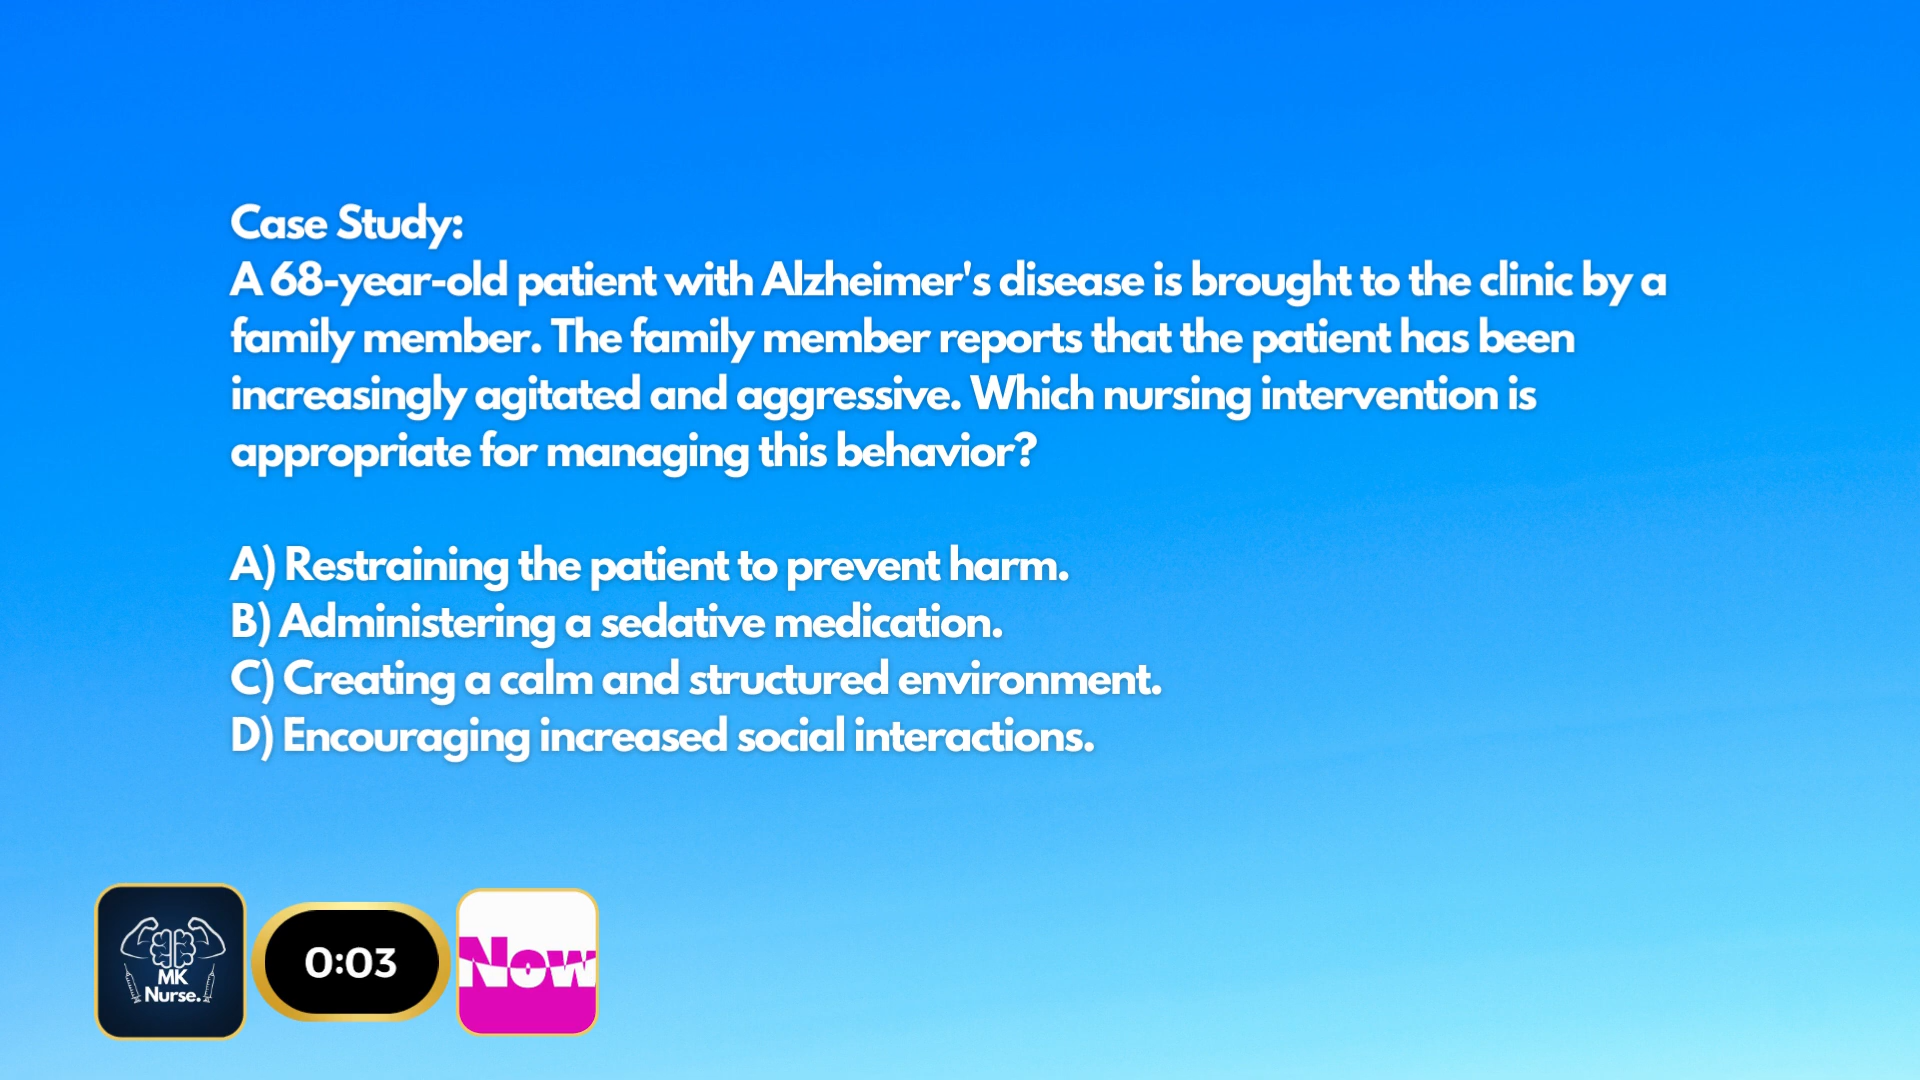 Case Study:
A 68-year-old patient with Alzheimer's disease is brought to the clinic by a
family member. The family member reports that the patient has been
increasingly agitated and aggressive. Which nursing intervention is
appropriate for managing this behavior?
A) Restraining the patient to prevent harm.
B) Administering a sedative medication.
C) Creating a calm and structured environment.
D) Encouraging increased social interactions.
MK
Nurse.
0:03
Now